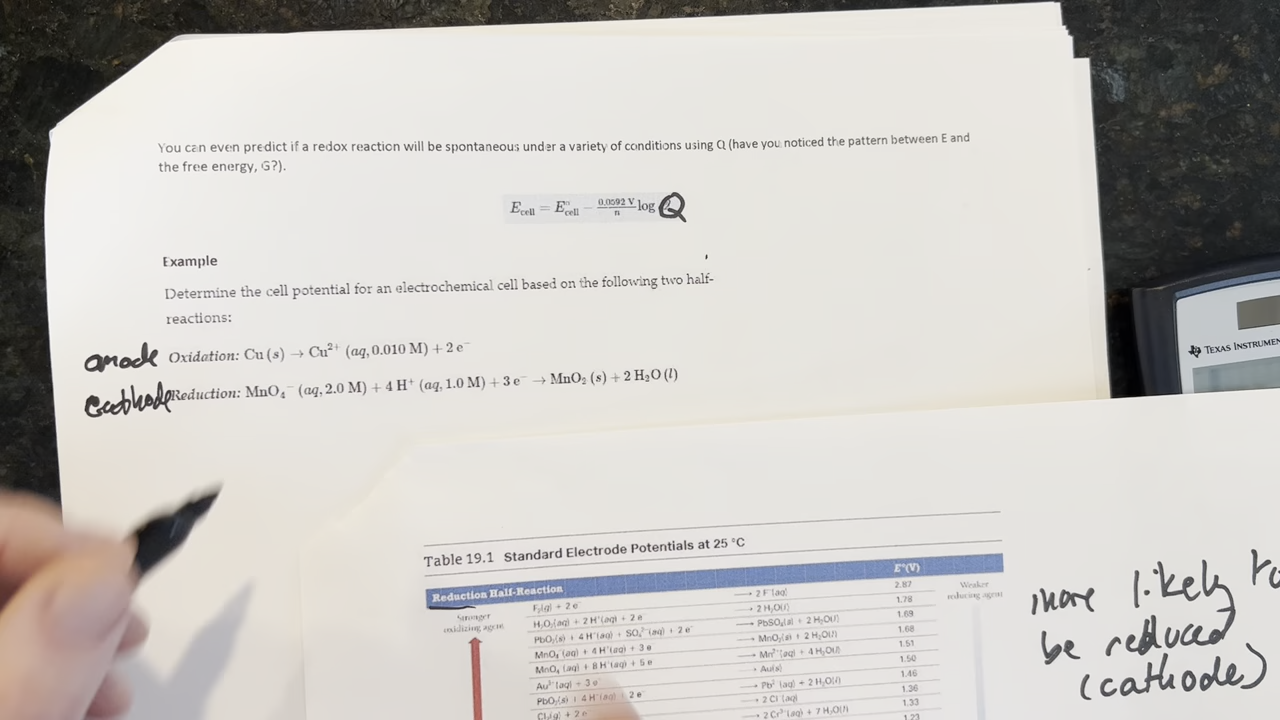 You can even predict if a redox reaction will be spontaneous under a variety of conditions using Q (have you noticed the pattern between E and
the free energy, G?).
E_cell = E°_cell − 0.0592 V/n log Q
Example
Determine the cell potential for an electrochemical cell based on the following two half-
reactions:
anode Oxidation: Cu (s) → Cu²⁺ (aq, 0.010 M) + 2 e⁻
cathode Reduction: MnO₄⁻ (aq, 2.0 M) + 4 H⁺ (aq, 1.0 M) + 3 e⁻ → MnO₂ (s) + 2 H₂O (l)
TEXAS INSTRUMEN
Table 19.1 Standard Electrode Potentials at 25 °C
Reduction Half-Reaction E°(V)
Stronger
oxidizing agent
Weaker
reducing agent
F₂(g) + 2 e⁻ ⟶ 2 F⁻(aq) 2.87
H₂O₂(aq) + 2 H⁺(aq) + 2 e⁻ ⟶ 2 H₂O(l) 1.78
PbO₂(s) + 4 H⁺(aq) + SO₄²⁻(aq) + 2 e⁻ ⟶ PbSO₄(s) + 2 H₂O(l) 1.69
MnO₄⁻(aq) + 4 H⁺(aq) + 3 e⁻ ⟶ MnO₂(s) + 2 H₂O(l) 1.68
MnO₄⁻(aq) + 8 H⁺(aq) + 5 e⁻ ⟶ Mn²⁺(aq) + 4 H₂O(l) 1.51
Au³⁺(aq) + 3 e⁻ ⟶ Au(s) 1.50
PbO₂(s) + 4 H⁺(aq) + 2 e⁻ ⟶ Pb²⁺(aq) + 2 H₂O(l) 1.46
Cl₂(g) + 2 e⁻ ⟶ 2 Cl⁻(aq) 1.36
⟶ 2 Cr³⁺(aq) + 7 H₂O(l) 1.33
1.23
more likely to
be reduced
(cathode)